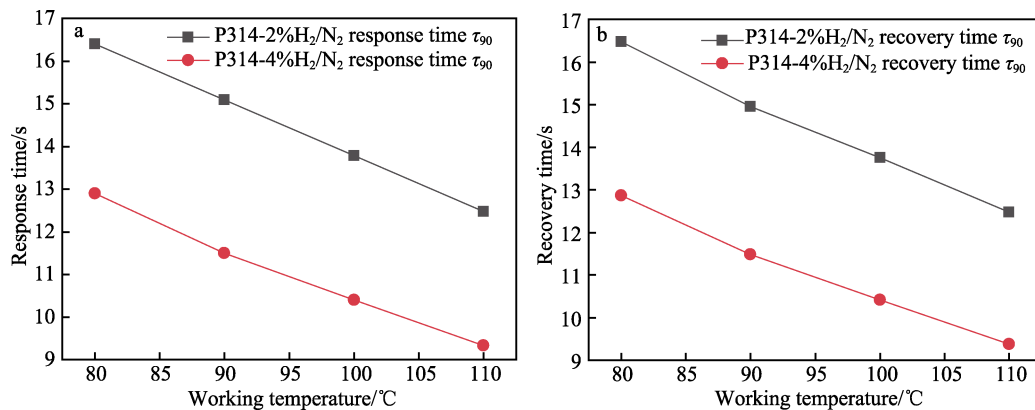 a
P314-2%H₂/N₂ response time τ₉₀
P314-4%H₂/N₂ response time τ₉₀
17
16
15
14
13
12
11
10
9
Response time/s
80 85 90 95 100 105 110
Working temperature/℃
b
P314-2%H₂/N₂ recovery time τ₉₀
P314-4%H₂/N₂ recovery time τ₉₀
17
16
15
14
13
12
11
10
9
Recovery time/s
80 85 90 95 100 105 110
Working temperature/℃